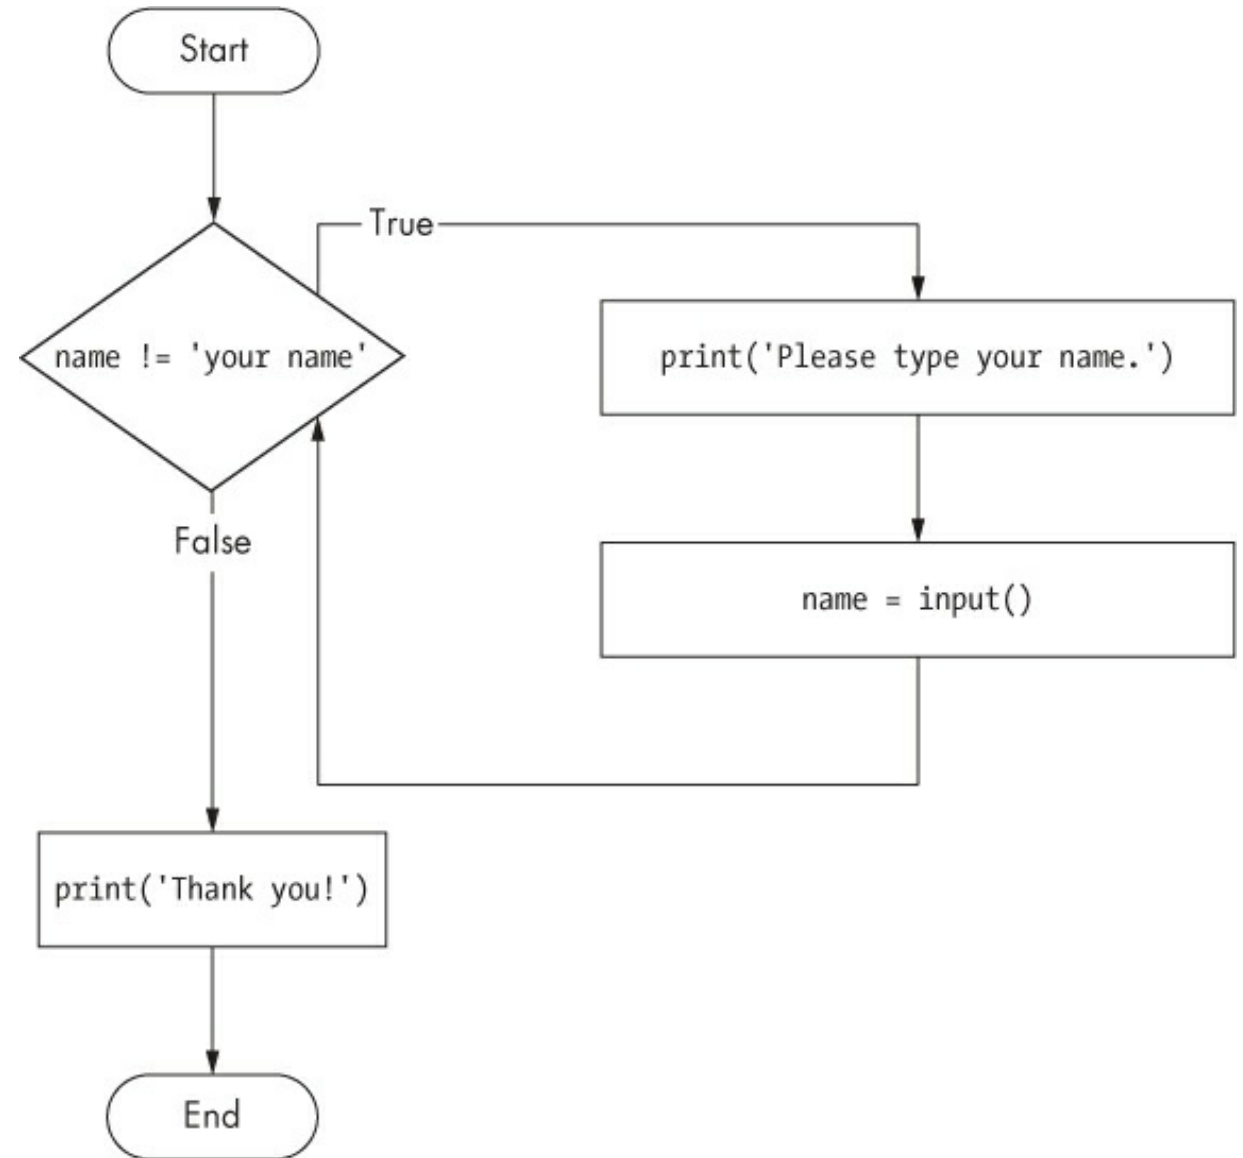 Start
True
name != 'your name'
print('Please type your name.')
False
name = input()
print('Thank you!')
End